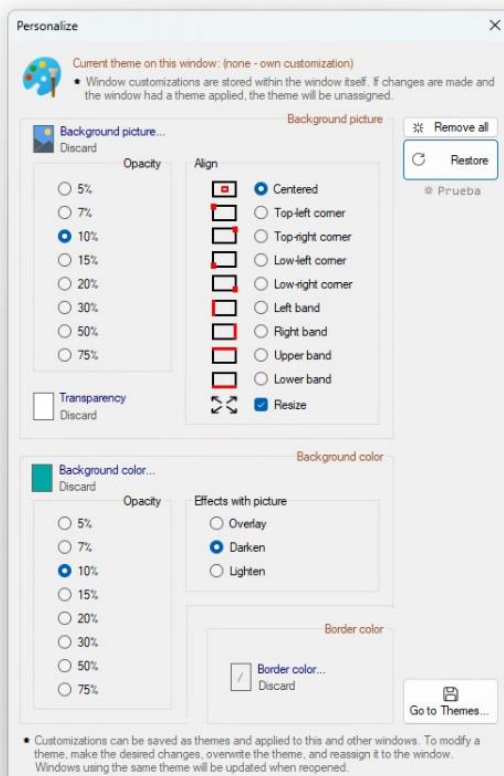 Personalize
Current theme on this window: (none - own customization)
* Window customizations are stored within the window itself. If changes are made and
the window had a theme applied, the theme will be unassigned.
Background picture
Background picture...
Discard
Remove all
Restore
Prueba
Opacity
5%
7%
10%
15%
20%
30%
50%
75%
Align
Centered
Top-left corner
Top-right corner
Low-left corner
Low-right corner
Left band
Right band
Upper band
Lower band
Resize
Transparency
Discard
Background color
Background color...
Discard
Opacity
5%
7%
10%
15%
20%
30%
50%
75%
Effects with picture
Overlay
Darken
Lighten
Border color
Border color...
Discard
Go to Themes...
* Customizations can be saved as themes and applied to this and other windows. To modify a
theme, make the desired changes, overwrite the theme, and reassign it to the window.
Windows using the same theme will be updated when reopened.